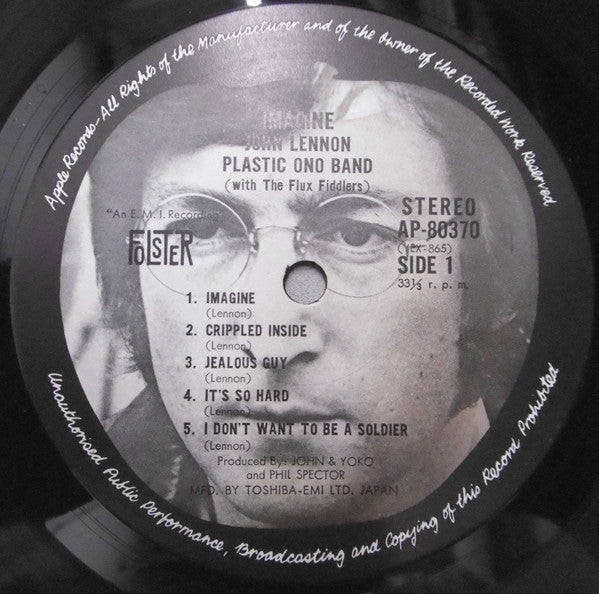 Apple Records-All Rights of the Manufacturer and of the Owner of the Recorded Work Reserved
IMAGINE
JOHN LENNON
PLASTIC ONO BAND
(with The Flux Fiddlers)
"An E.M.I. Recording"
FOLSTER
STEREO
AP-80370
(YEX-865)
SIDE 1
33⅓ r. p. m.
1. IMAGINE
(Lennon)
2. CRIPPLED INSIDE
(Lennon)
3. JEALOUS GUY
(Lennon)
4. IT'S SO HARD
(Lennon)
5. I DON'T WANT TO BE A SOLDIER
(Lennon)
Produced By: JOHN & YOKO
and PHIL SPECTOR
MFD. BY TOSHIBA-EMI LTD. JAPAN
Unauthorised Public Performance, Broadcasting and Copying of this Record Prohibited